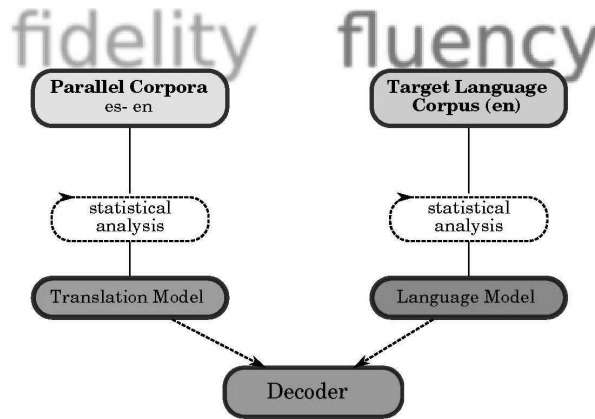 fidelity
fluency
Parallel Corpora
es- en
Target Language
Corpus (en)
statistical
analysis
statistical
analysis
Translation Model
Language Model
Decoder